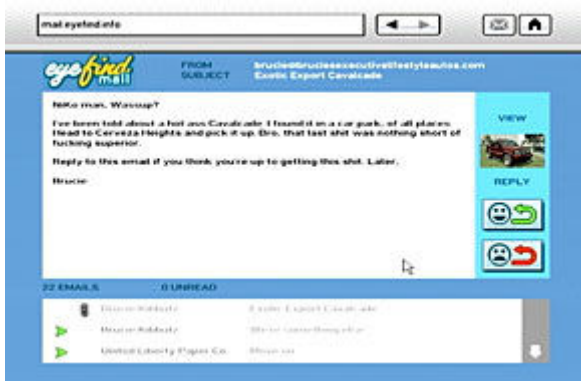 mail.eyefind.info
eyefind
mail
FROM brucie@brucieexecutivelifestyleautos.com
SUBJECT Exotic Export Cavalcade
Niko man, Wassup?
I've been told about a hot ass Cavalcade I found it in a car park, of all places.
Head to Cerveza Heights and pick it up. Bro, that last shit was nothing short of
fucking superior.
Reply to this email if you think you're up to getting this shit. Later.
Brucie
VIEW
REPLY
22 EMAILS 0 UNREAD
Brucie Kibbutz Exotic Export Cavalcade
Brucie Kibbutz
United Liberty Paper Co.